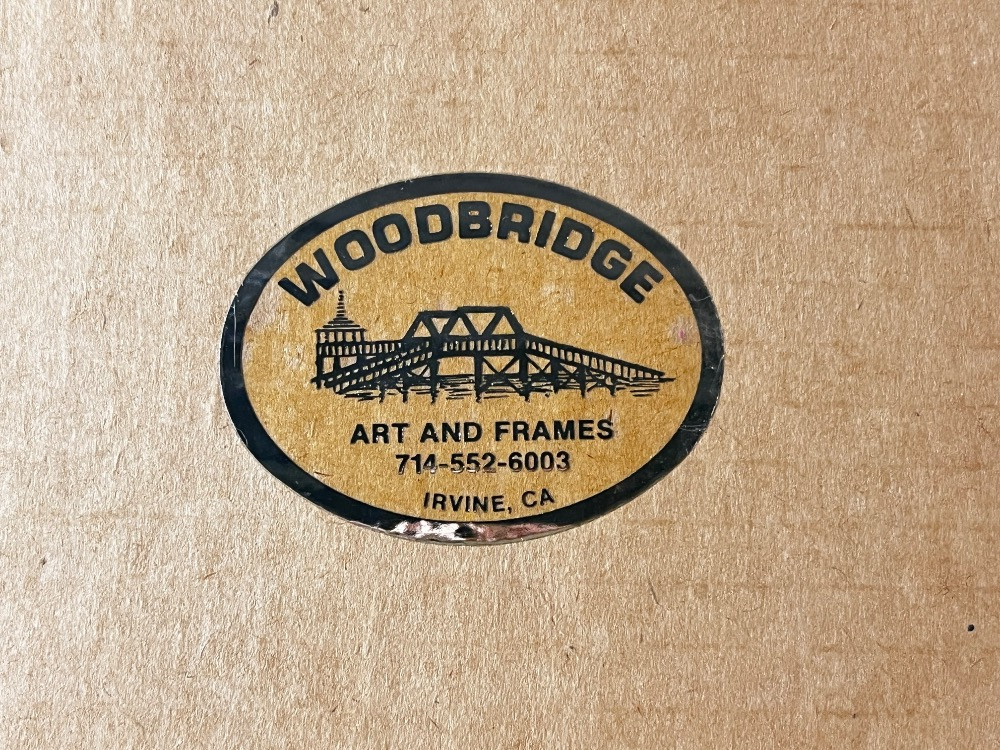 WOODBRIDGE
ART AND FRAMES
714-552-6003
IRVINE, CA